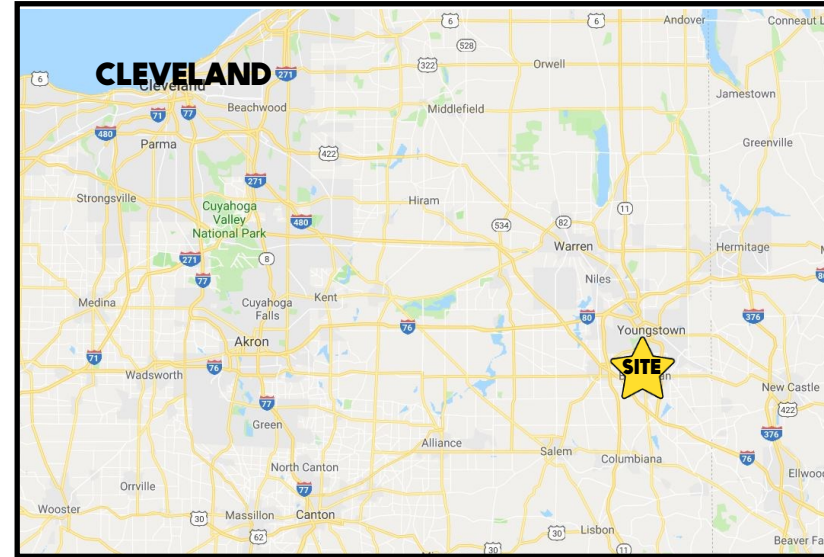 6
6
Andover
Conneaut L
528
CLEVELAND
271
322
Orwell
6
Cleveland
Jamestown
Beachwood
Middlefield
71
77
480
Parma
Greenville
422
271
Strongsville
Hiram
Cuyahoga
Valley
National Park
11
480
534
82
Warren
Hermitage
271
8
77
Niles
80
Medina
Cuyahoga
Falls
Kent
376
80
76
Youngstown
Akron
71
76
SITE
Wadsworth
New Castle
77
422
Green
376
Alliance
Salem
Columbiana
76
North Canton
Ellwoo
77
Orrville
Wooster
30
Massillon
Canton
62
30
Lisbon
30
11
Beaver Fa